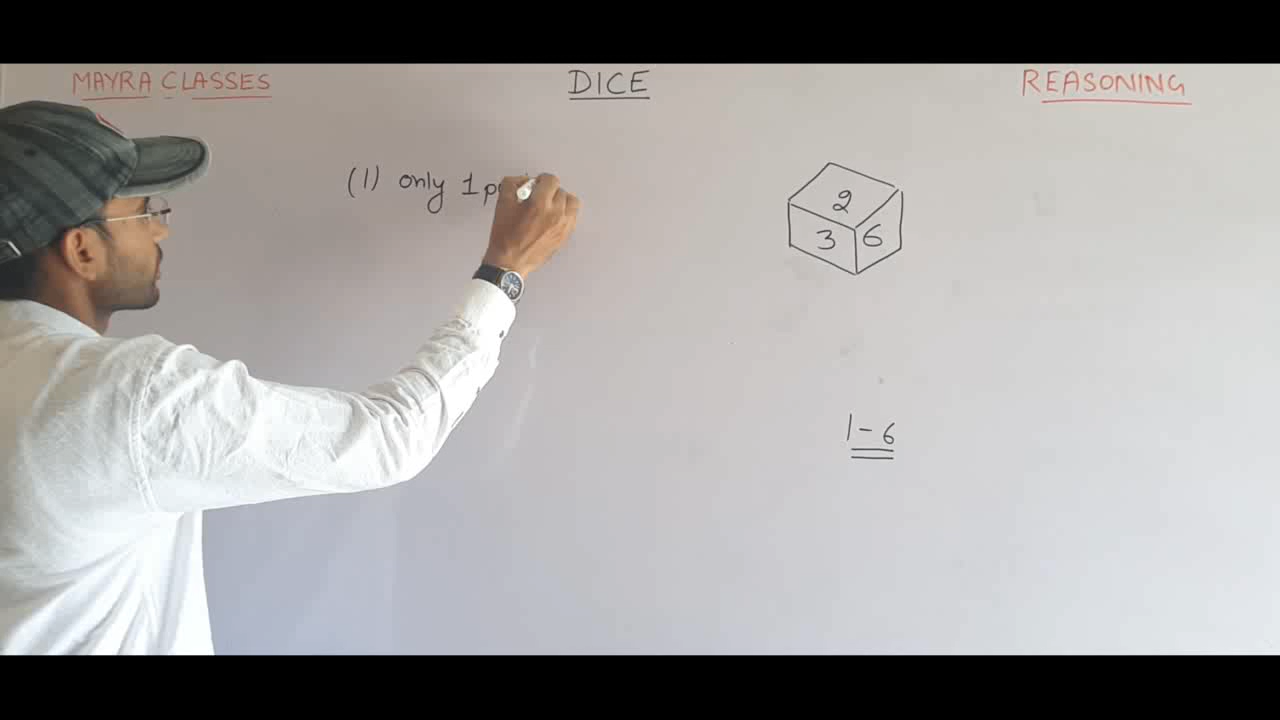 MAYRA CLASSES
DICE
REASONING
(1) only 1
2
3 6
1-6